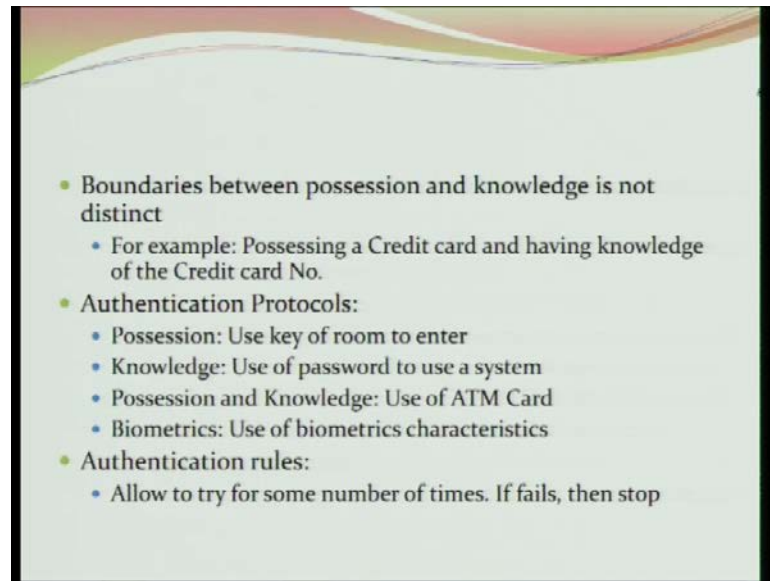 • Boundaries between possession and knowledge is not
distinct
• For example: Possessing a Credit card and having knowledge
of the Credit card No.
• Authentication Protocols:
• Possession: Use key of room to enter
• Knowledge: Use of password to use a system
• Possession and Knowledge: Use of ATM Card
• Biometrics: Use of biometrics characteristics
• Authentication rules:
• Allow to try for some number of times. If fails, then stop